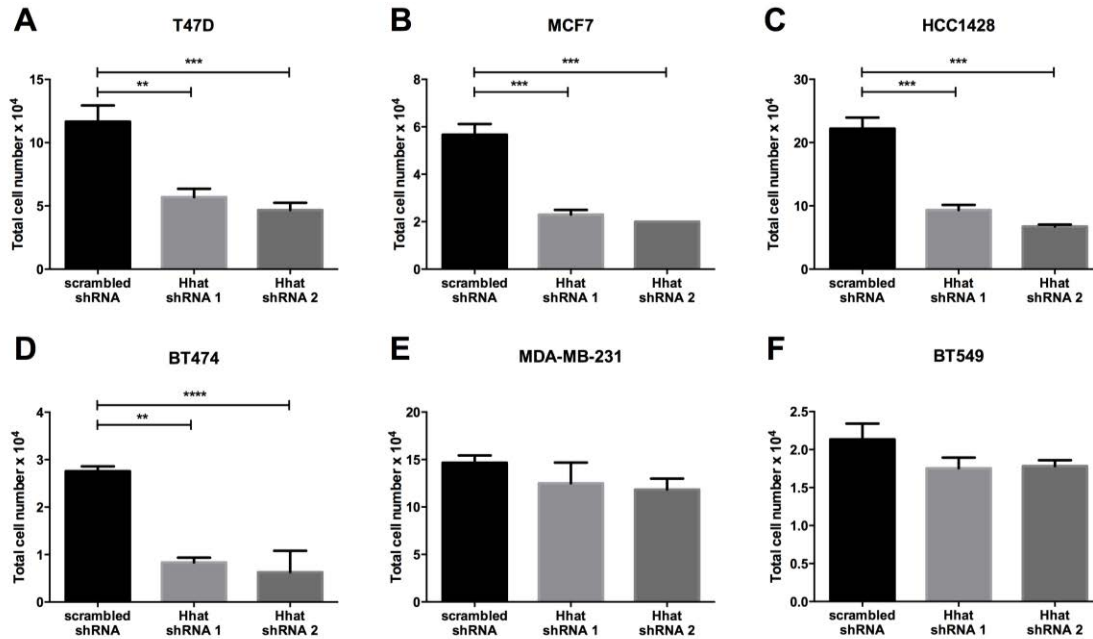 A
T47D
***
**
Total cell number x 10⁴
15
10
5
0
scrambled
shRNA
Hhat
shRNA 1
Hhat
shRNA 2
B
MCF7
***
***
Total cell number x 10⁴
8
6
4
2
0
scrambled
shRNA
Hhat
shRNA 1
Hhat
shRNA 2
C
HCC1428
***
***
Total cell number x 10⁴
30
20
10
0
scrambled
shRNA
Hhat
shRNA 1
Hhat
shRNA 2
D
BT474
****
**
Total cell number x 10⁴
4
3
2
1
0
scrambled
shRNA
Hhat
shRNA 1
Hhat
shRNA 2
E
MDA-MB-231
Total cell number x 10⁴
20
15
10
5
0
scrambled
shRNA
Hhat
shRNA 1
Hhat
shRNA 2
F
BT549
Total cell number x 10⁴
2.5
2.0
1.5
1.0
0.5
0.0
scrambled
shRNA
Hhat
shRNA 1
Hhat
shRNA 2